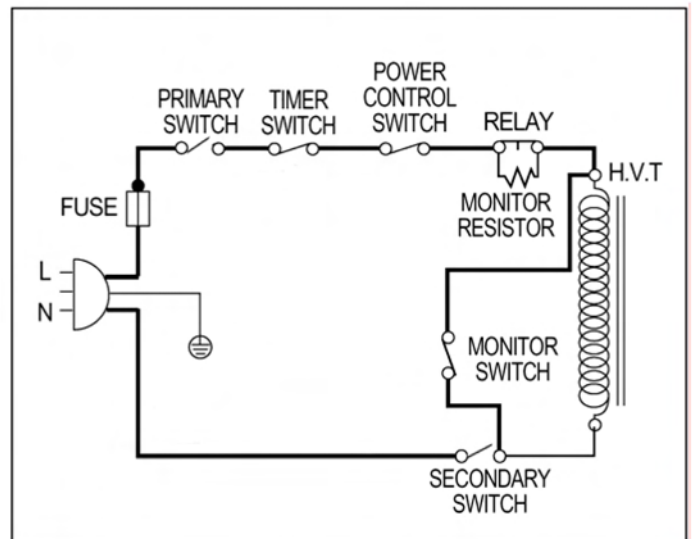 PRIMARY
SWITCH
TIMER
SWITCH
POWER
CONTROL
SWITCH
RELAY
H.V.T
MONITOR
RESISTOR
FUSE
L
N
MONITOR
SWITCH
SECONDARY
SWITCH